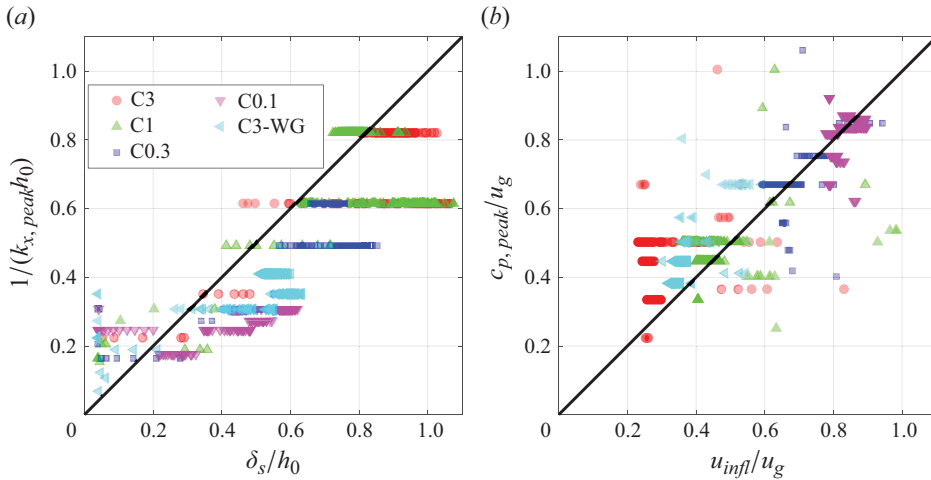 (a)
1/(k_{x, peak}h_0)
1.0
0.8
0.6
0.4
0.2
0
0.2
0.4
0.6
0.8
1.0
δ_s/h_0
C3
C1
C0.3
C0.1
C3-WG
(b)
c_{p, peak}/u_g
1.0
0.8
0.6
0.4
0.2
0
0.2
0.4
0.6
0.8
1.0
u_{infl}/u_g